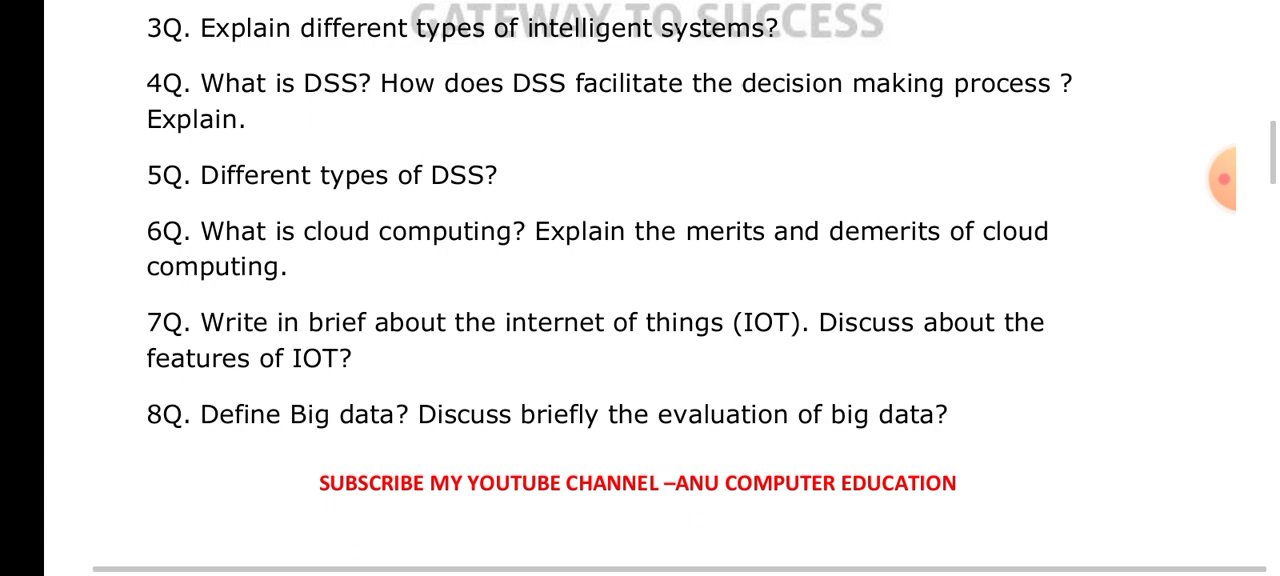 GATEWAY TO SUCCESS
3Q. Explain different types of intelligent systems?
4Q. What is DSS? How does DSS facilitate the decision making process ?
Explain.
5Q. Different types of DSS?
6Q. What is cloud computing? Explain the merits and demerits of cloud
computing.
7Q. Write in brief about the internet of things (IOT). Discuss about the
features of IOT?
8Q. Define Big data? Discuss briefly the evaluation of big data?
SUBSCRIBE MY YOUTUBE CHANNEL –ANU COMPUTER EDUCATION